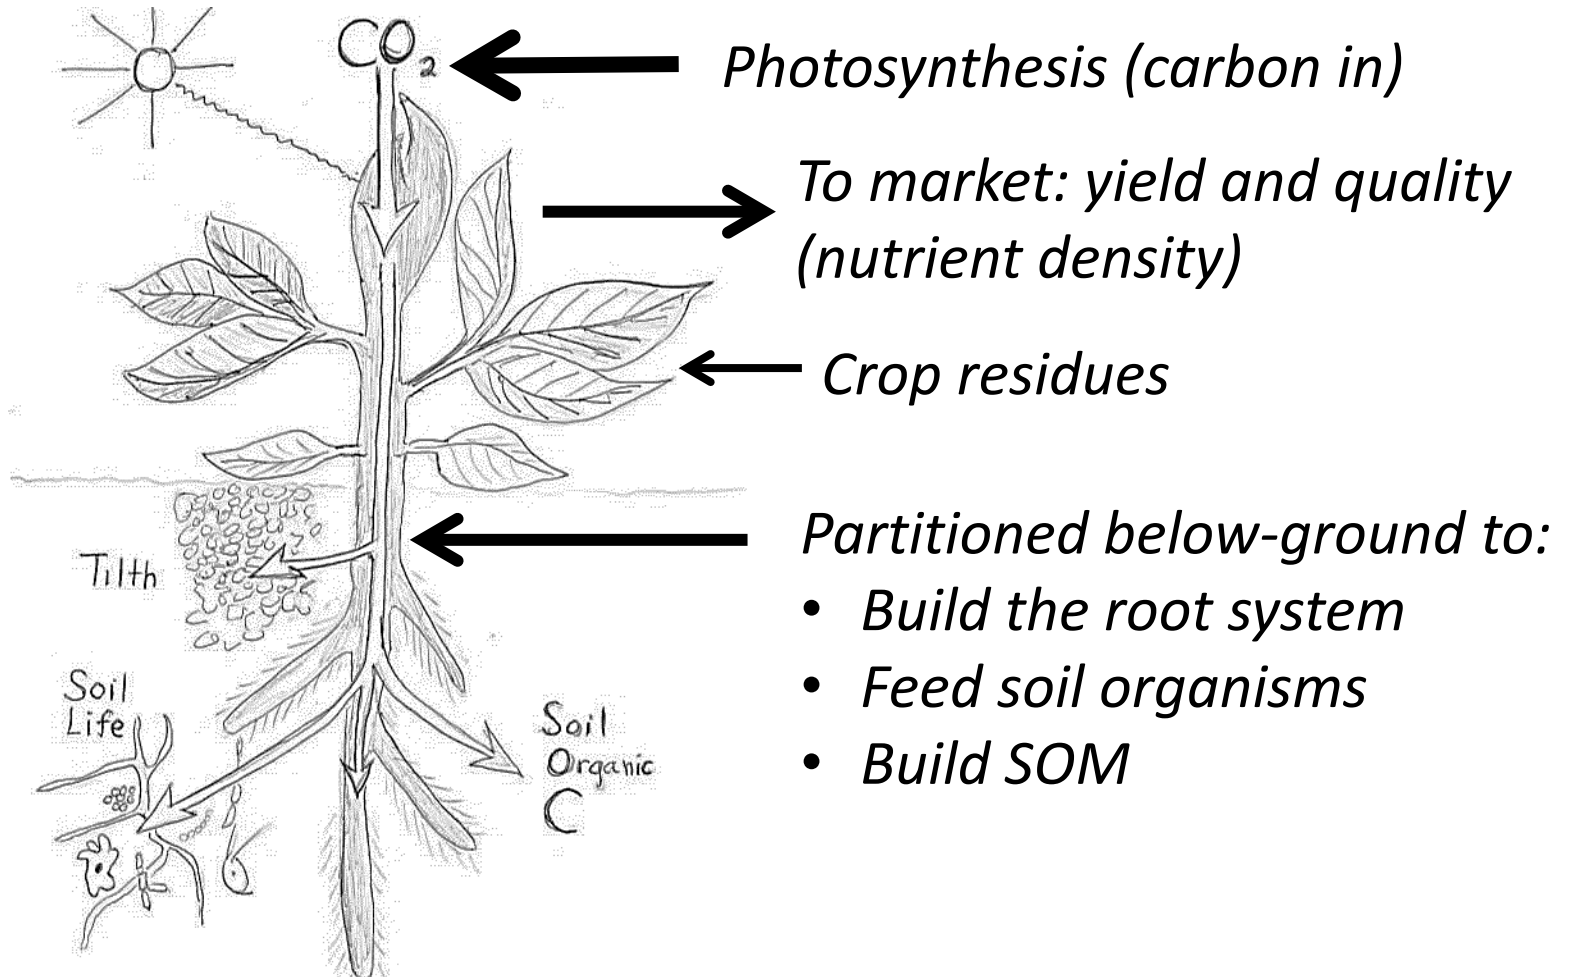 CO₂
Photosynthesis (carbon in)
To market: yield and quality
(nutrient density)
Crop residues
Partitioned below-ground to:
• Build the root system
• Feed soil organisms
• Build SOM
Tilth
Soil
Life
Soil
Organic
C